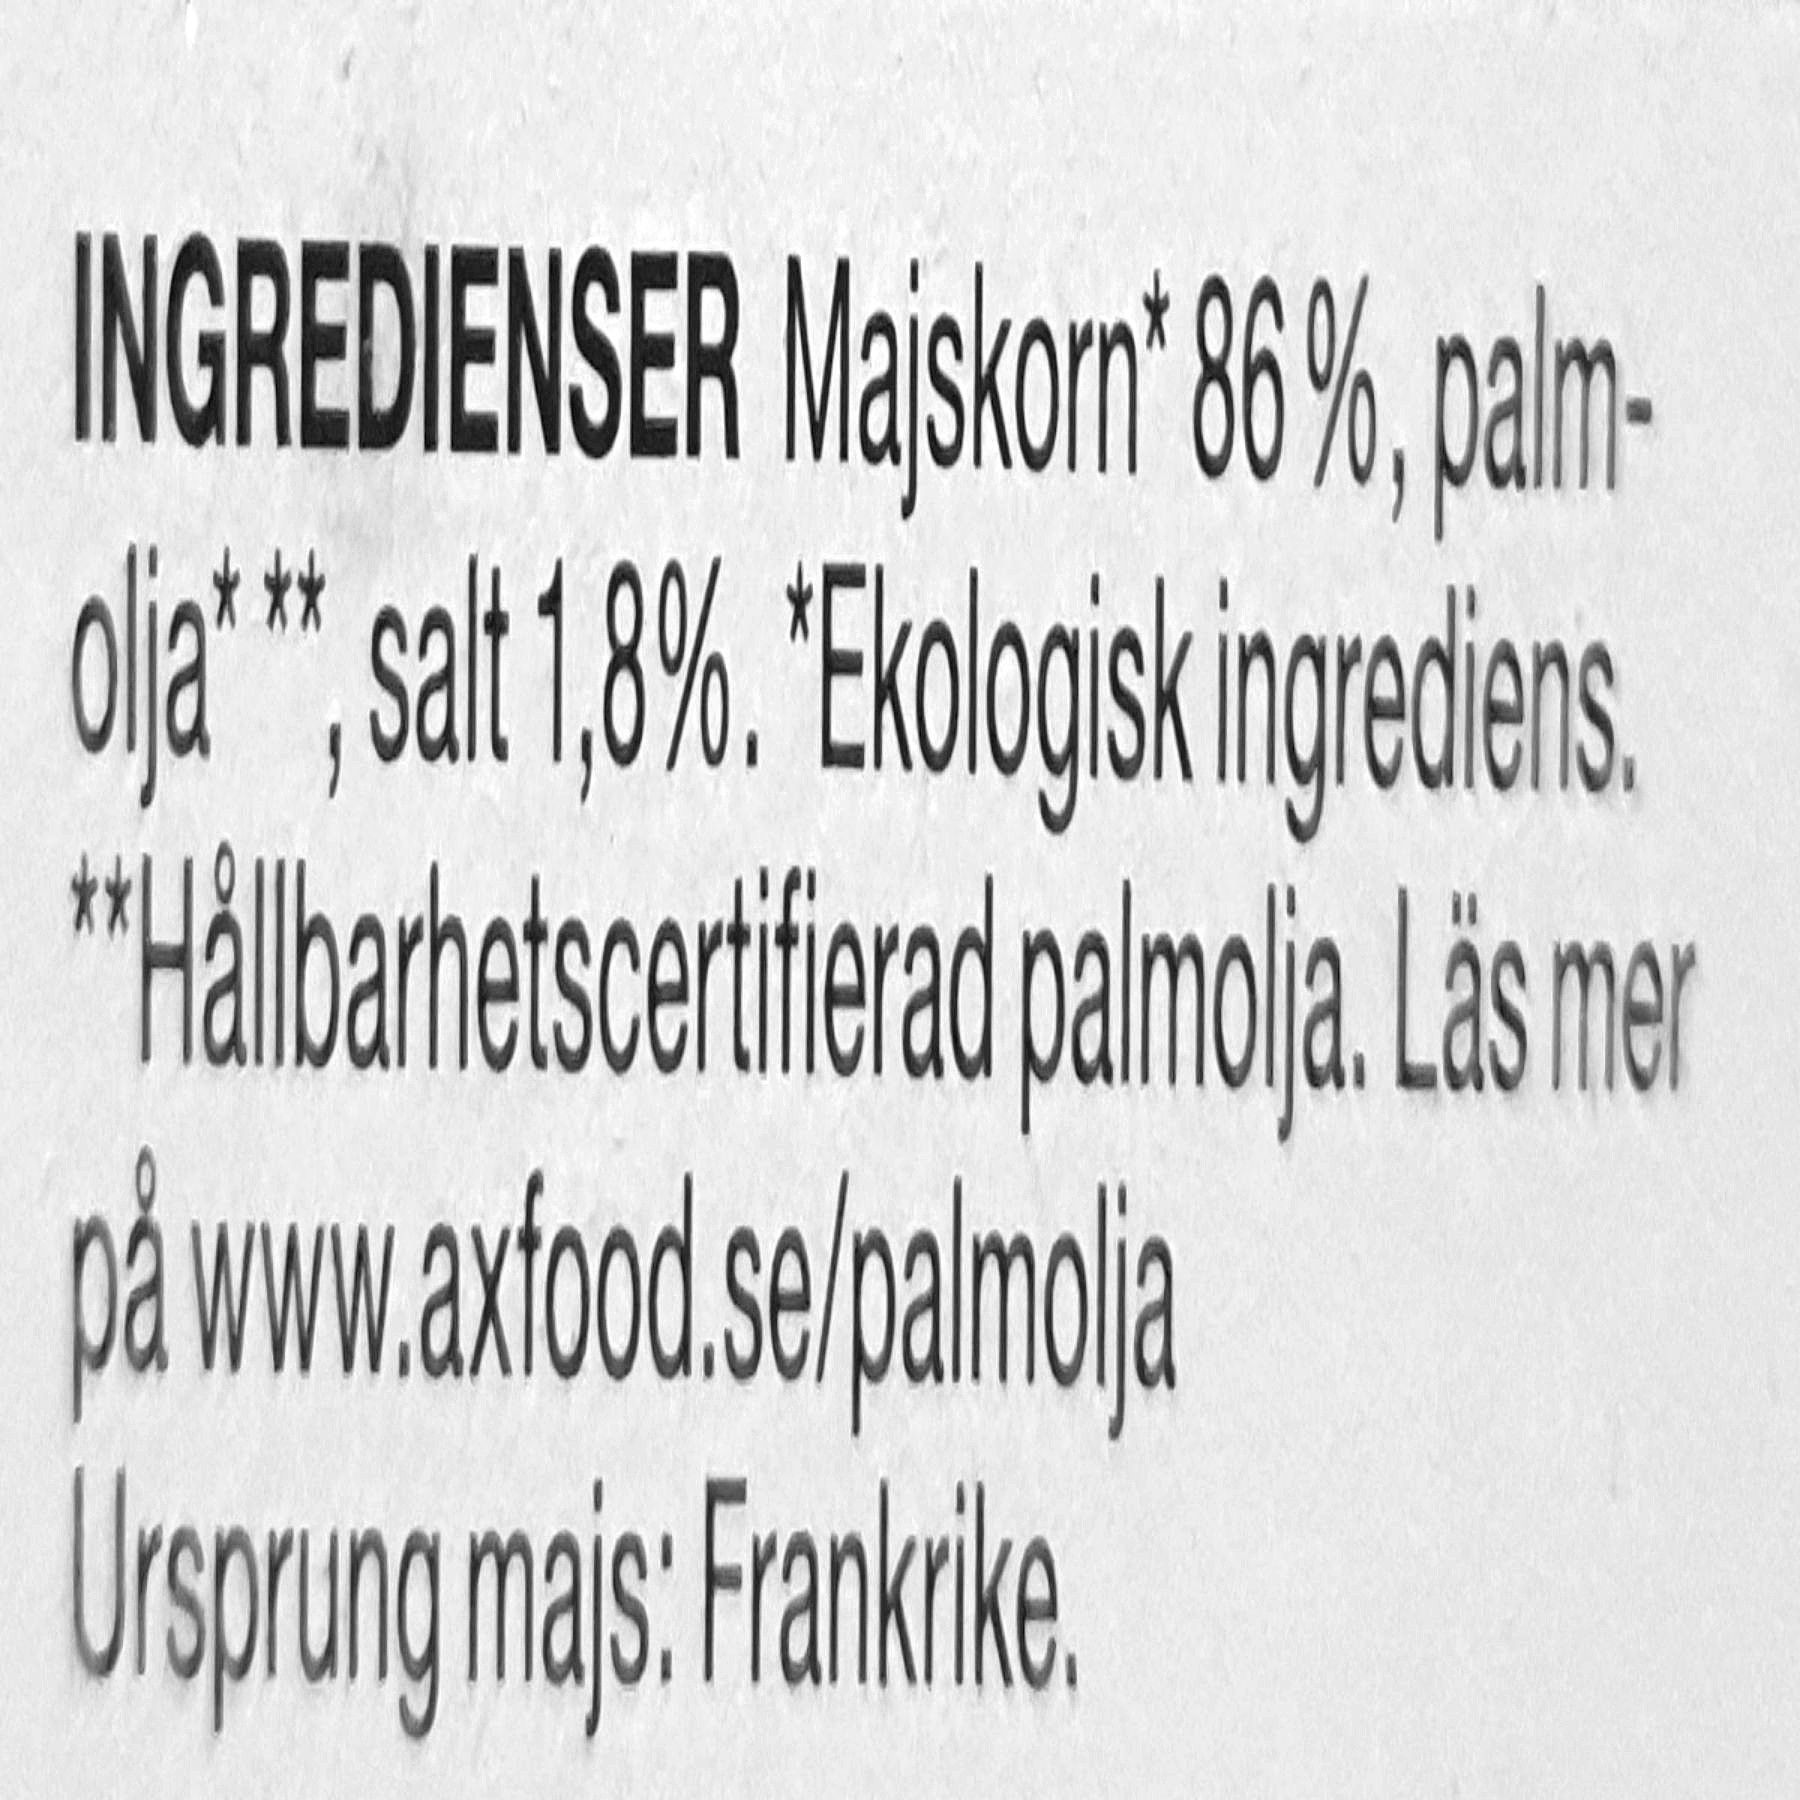 INGREDIENSER Majskorn* 86 %, palm-
olja* **, salt 1,8%. *Ekologisk ingrediens.
**Hållbarhetscertifierad palmolja. Läs mer
på www.axfood.se/palmolja
Ursprung majs: Frankrike.